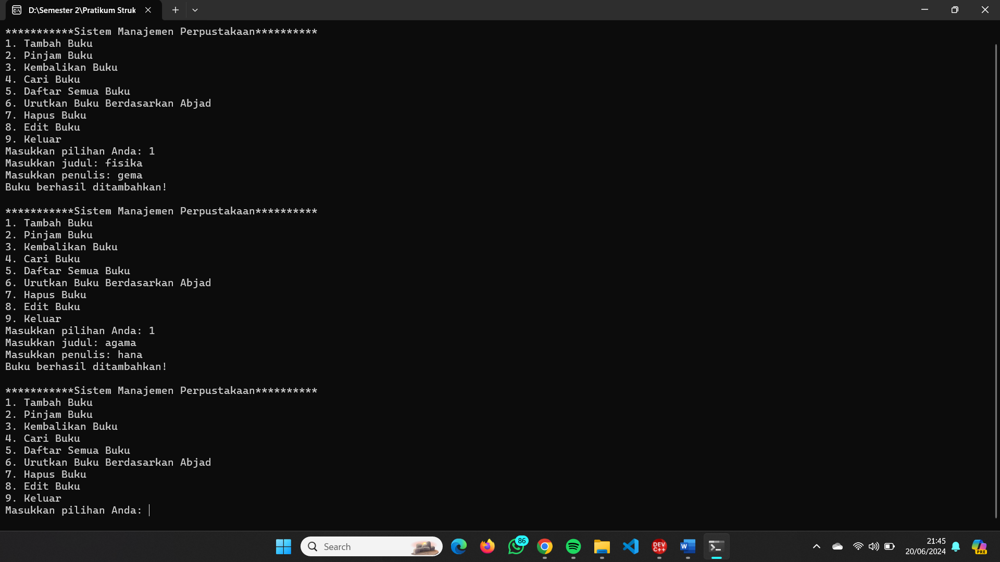 D:\Semester 2\Pratikum Struk
***********Sistem Manajemen Perpustakaan**********
1. Tambah Buku
2. Pinjam Buku
3. Kembalikan Buku
4. Cari Buku
5. Daftar Semua Buku
6. Urutkan Buku Berdasarkan Abjad
7. Hapus Buku
8. Edit Buku
9. Keluar
Masukkan pilihan Anda: 1
Masukkan judul: fisika
Masukkan penulis: gema
Buku berhasil ditambahkan!
***********Sistem Manajemen Perpustakaan**********
1. Tambah Buku
2. Pinjam Buku
3. Kembalikan Buku
4. Cari Buku
5. Daftar Semua Buku
6. Urutkan Buku Berdasarkan Abjad
7. Hapus Buku
8. Edit Buku
9. Keluar
Masukkan pilihan Anda: 1
Masukkan judul: agama
Masukkan penulis: hana
Buku berhasil ditambahkan!
***********Sistem Manajemen Perpustakaan**********
1. Tambah Buku
2. Pinjam Buku
3. Kembalikan Buku
4. Cari Buku
5. Daftar Semua Buku
6. Urutkan Buku Berdasarkan Abjad
7. Hapus Buku
8. Edit Buku
9. Keluar
Masukkan pilihan Anda:
Search
86
DEV
C++
W
21:45
20/06/2024
PRE